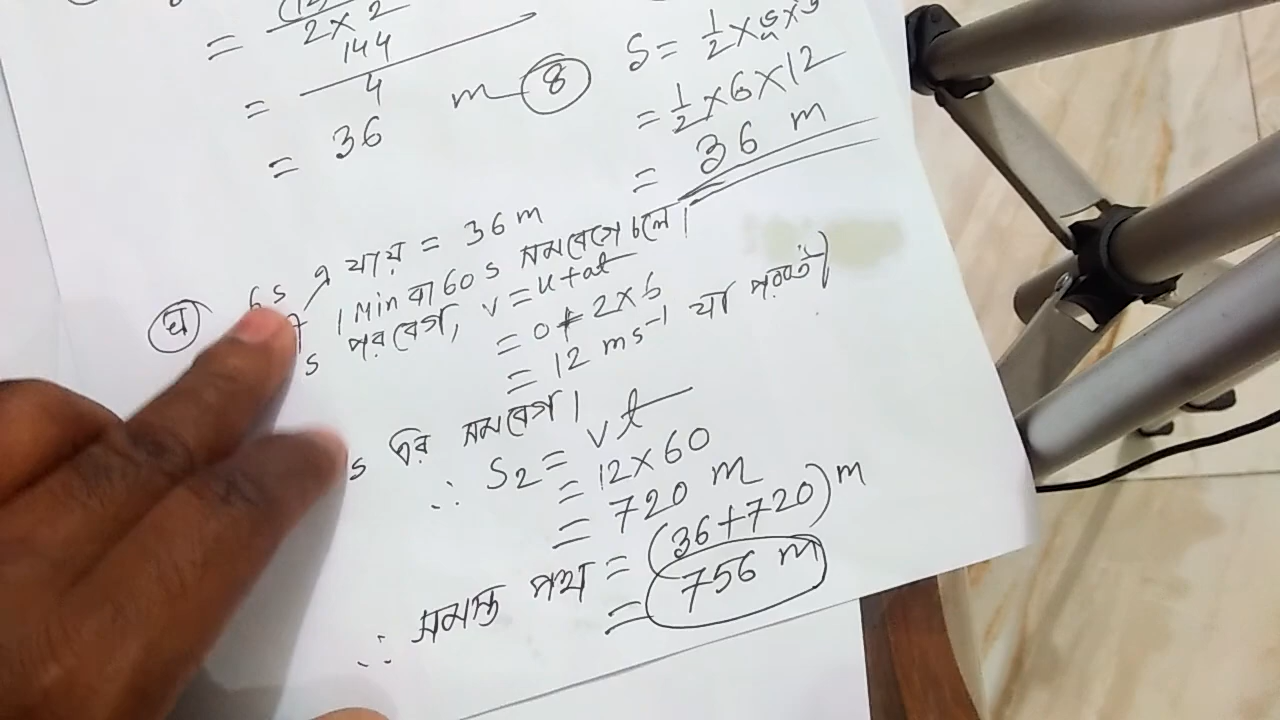 = 2×2
= 144
4
= 36 m
8
S = 1/2 ×
= 1/2 × 6 × 12
= 36 m
ঘ 6s এ যায় = 36 m
1 Min বা 60 s সমবেগে চলে।
s পর বেগ, v = u+at
= 0 + 2×6
= 12 ms⁻¹ যা পরবর্তী
s এর সমবেগ।
∴ S₂ = vt
= 12×60
= 720 m
∴ সমস্ত পথ = (36+720) m
= 756 m